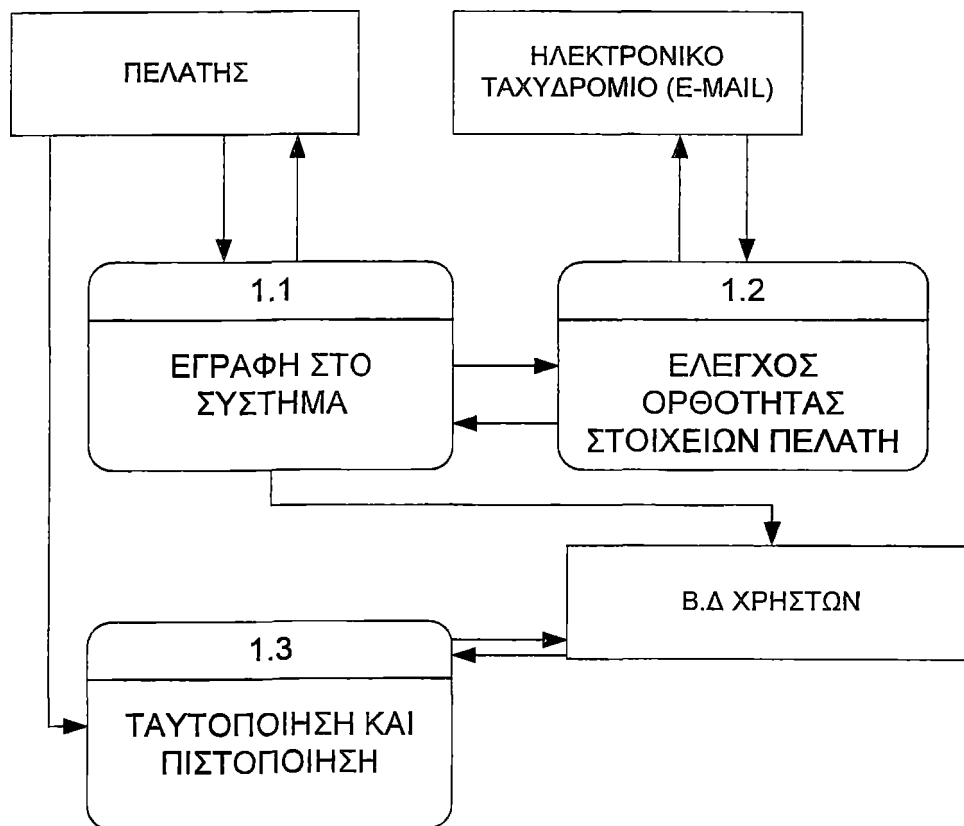 ΠΕΛΑΤΗΣ
ΗΛΕΚΤΡΟΝΙΚΟ
ΤΑΧΥΔΡΟΜΙΟ (E-MAIL)
1.1
ΕΓΡΑΦΗ ΣΤΟ
ΣΥΣΤΗΜΑ
1.2
ΕΛΕΓΧΟΣ
ΟΡΘΟΤΗΤΑΣ
ΣΤΟΙΧΕΙΩΝ ΠΕΛΑΤΗ
Β.Δ ΧΡΗΣΤΩΝ
1.3
ΤΑΥΤΟΠΟΙΗΣΗ ΚΑΙ
ΠΙΣΤΟΠΟΙΗΣΗ